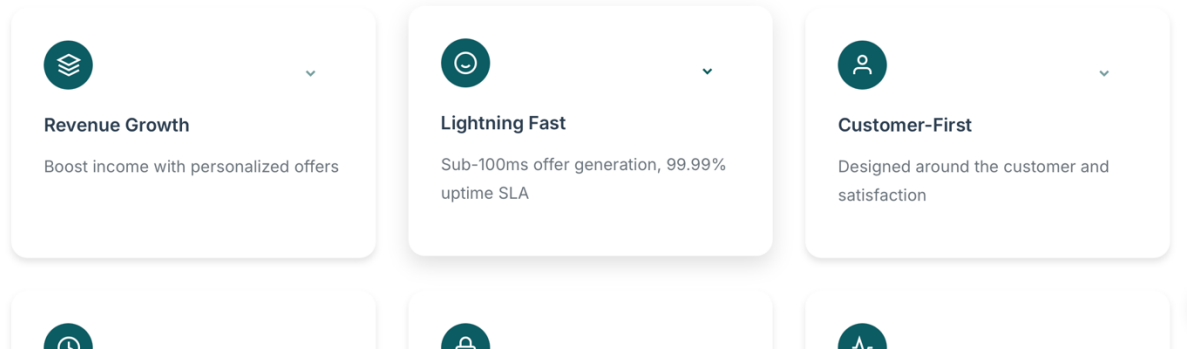 Revenue Growth
Boost income with personalized offers
Lightning Fast
Sub-100ms offer generation, 99.99%
uptime SLA
Customer-First
Designed around the customer and
satisfaction